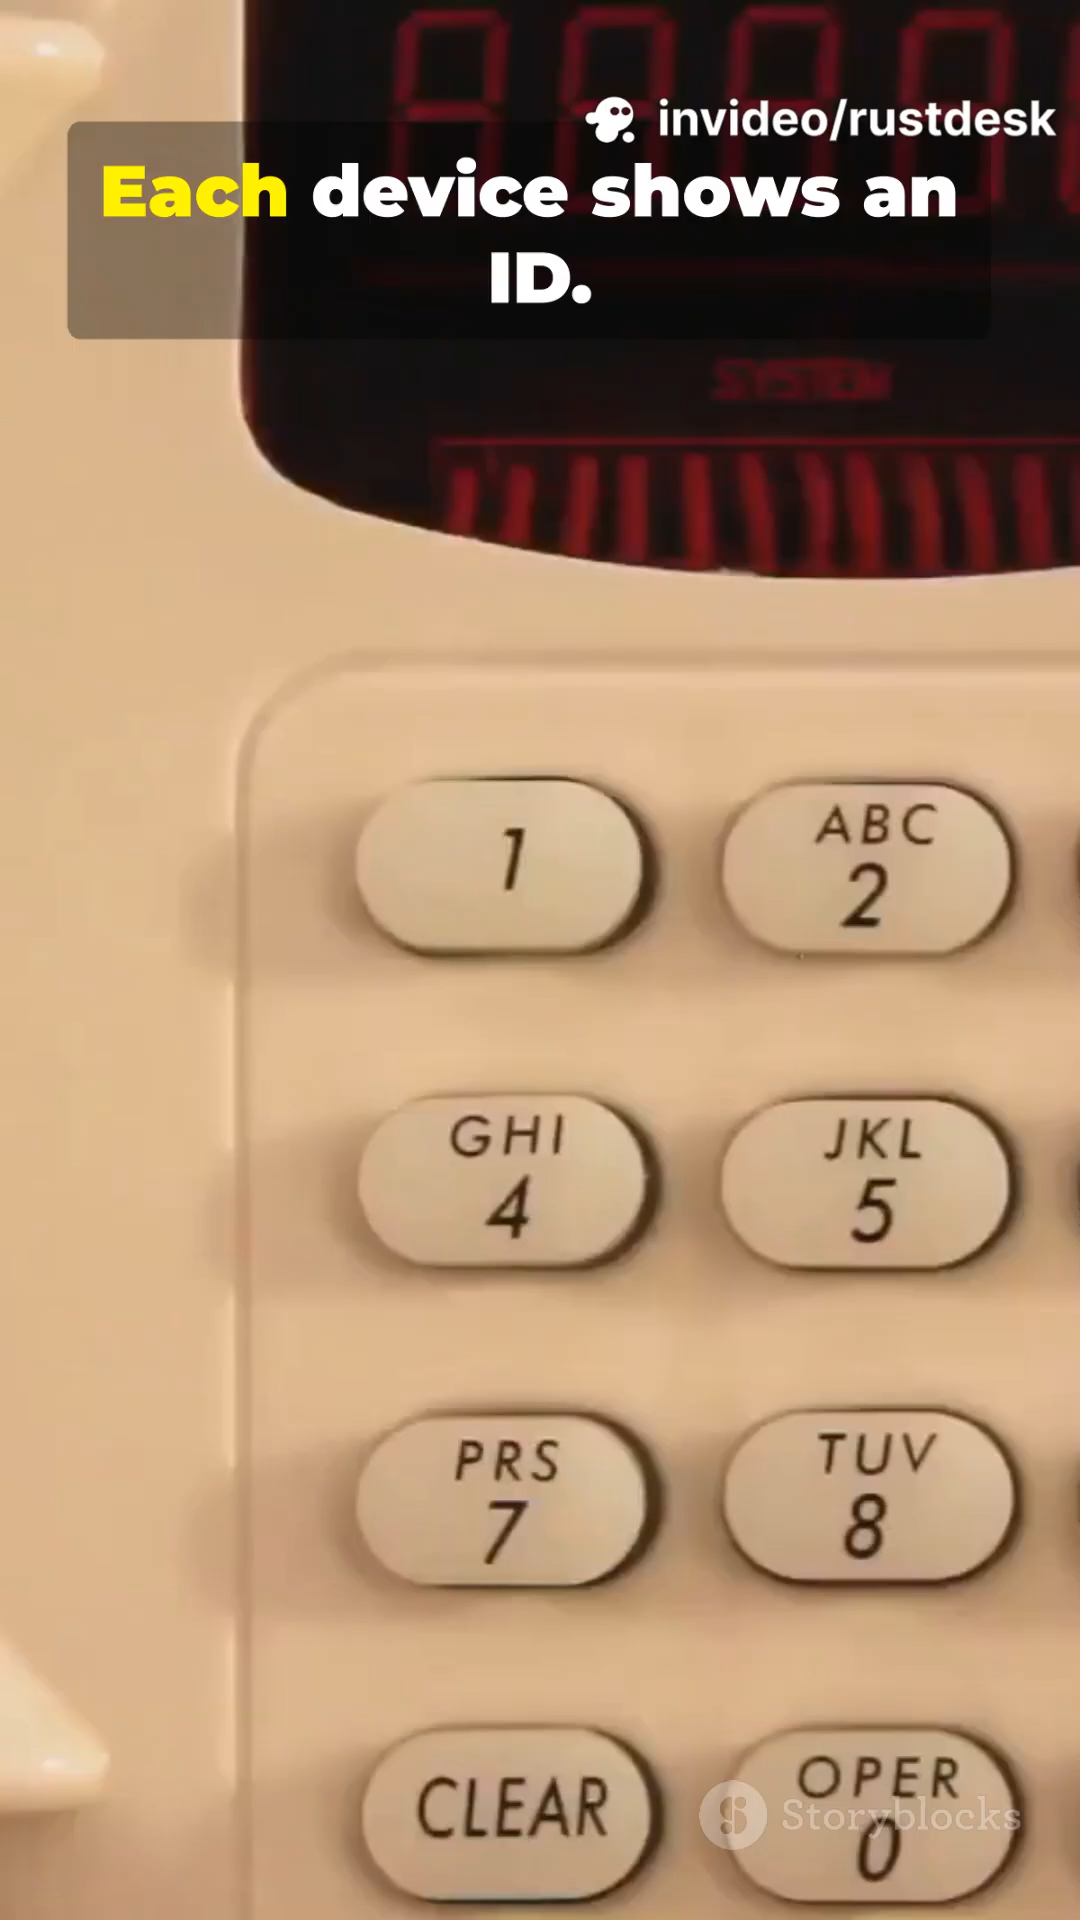 invideo/rustdesk
Each device shows an
ID.
SYSTEM
1
ABC
2
GHI
4
JKL
5
PRS
7
TUV
8
CLEAR
OPER
0
Storyblocks